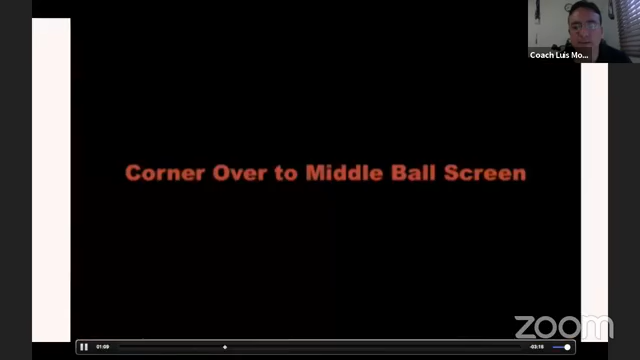 Coach Luis Mo...
Corner Over to Middle Ball Screen
01:09
-03:16
zoom